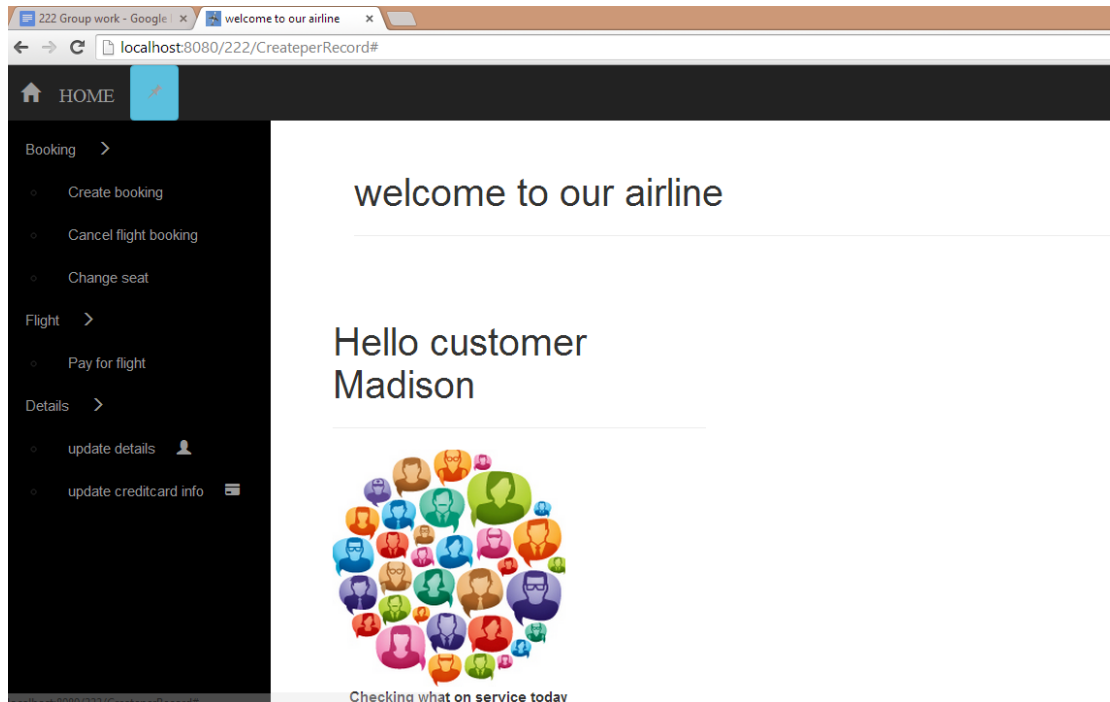 222 Group work - Google
welcome to our airline
localhost:8080/222/CreateperRecord#
HOME
Booking
Create booking
Cancel flight booking
Change seat
Flight
Pay for flight
Details
update details
update creditcard info
welcome to our airline
Hello customer
Madison
Checking what on service today